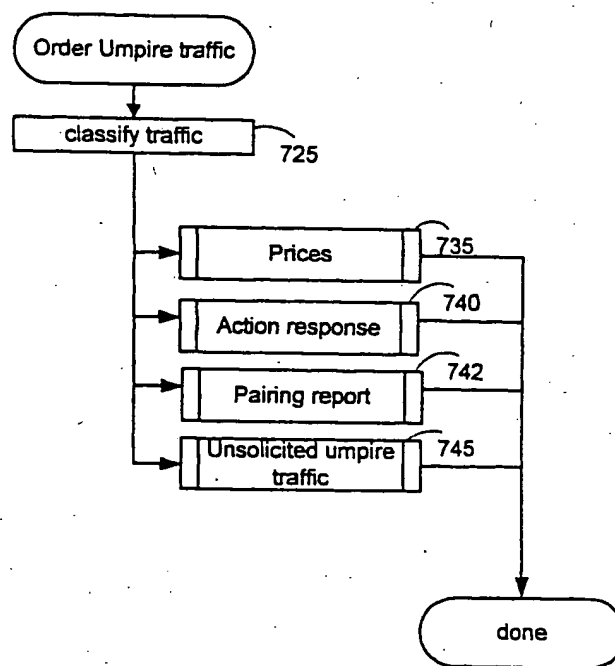 Order Umpire traffic
classify traffic
725
Prices
735
Action response
740
Pairing report
742
Unsolicited umpire
traffic
745
done